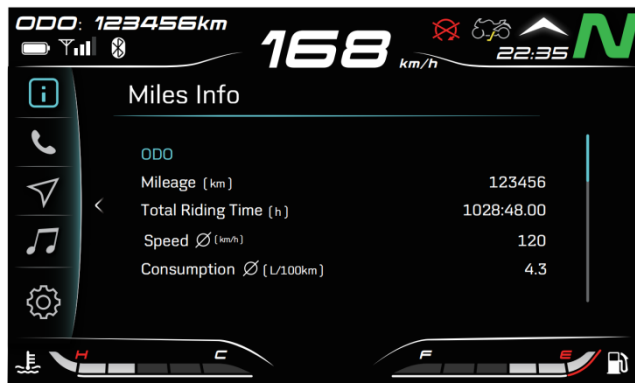 ODO: 123456km
168 km/h
22:35
N
Miles Info
ODO
Mileage (km) 123456
Total Riding Time (h) 1028:48.00
Speed Ø (km/h) 120
Consumption Ø (L/100km) 4.3
H C
F E